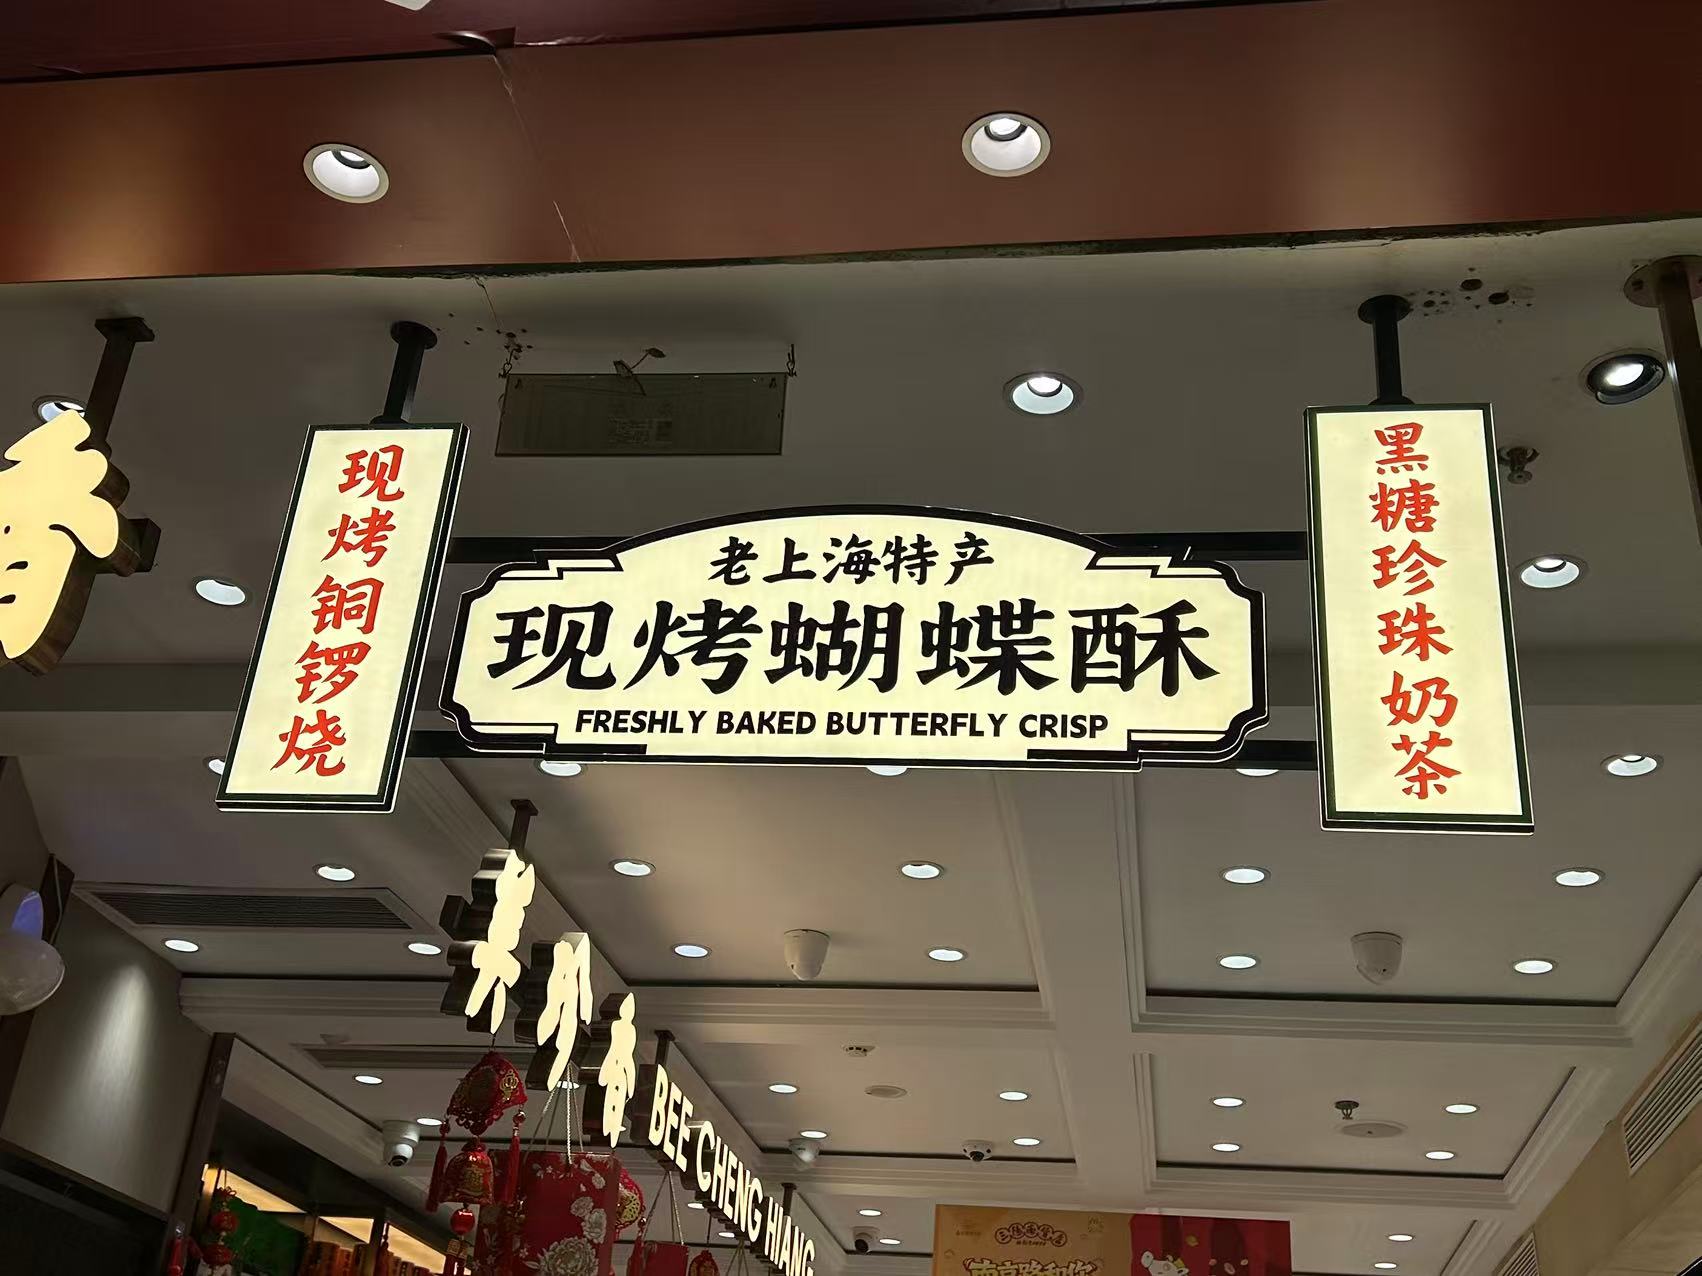 现烤铜锣烧
老上海特产
现烤蝴蝶酥
FRESHLY BAKED BUTTERFLY CRISP
黑糖珍珠奶茶
香
美珍香
BEE CHENG HIANG